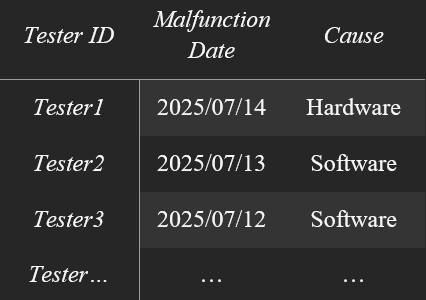 Tester ID Malfunction Date Cause
Tester1 2025/07/14 Hardware
Tester2 2025/07/13 Software
Tester3 2025/07/12 Software
Tester… … …